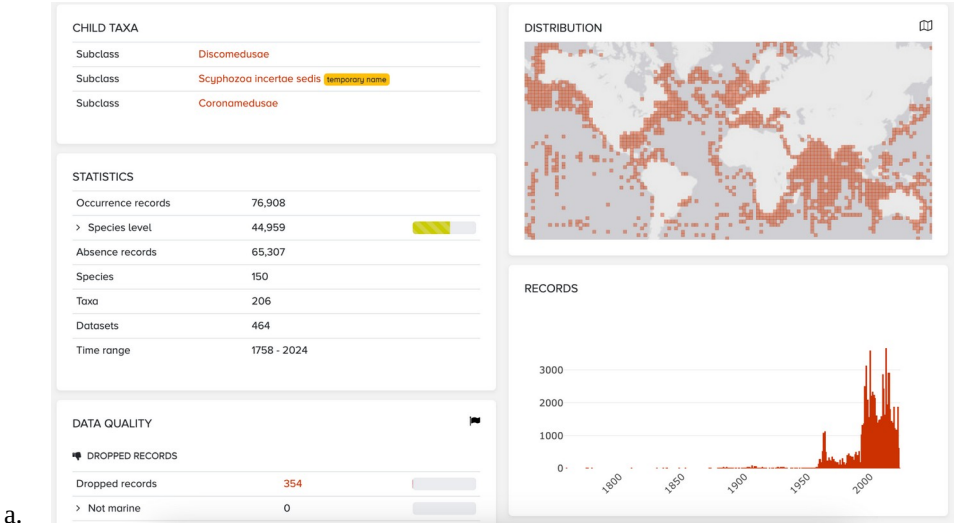 CHILD TAXA
Subclass Discomedusae
Subclass Scyphozoa incertae sedis temporary name
Subclass Coronamedusae
STATISTICS
Occurrence records 76,908
> Species level 44,959
Absence records 65,307
Species 150
Taxa 206
Datasets 464
Time range 1758 - 2024
DATA QUALITY
DROPPED RECORDS
Dropped records 354
> Not marine 0
DISTRIBUTION
RECORDS
3000
2000
1000
0
1800 1850 1900 1950 2000
a.